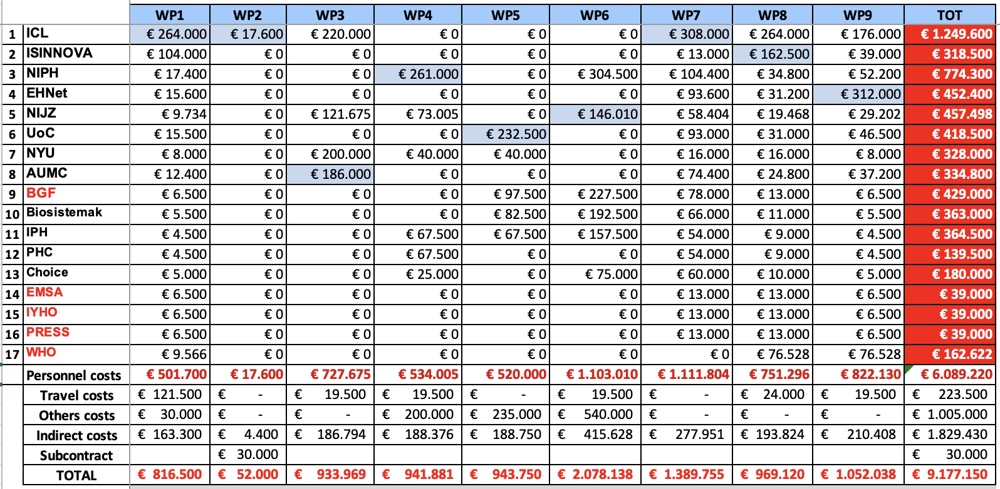 WP1 WP2 WP3 WP4 WP5 WP6 WP7 WP8 WP9 TOT
1 ICL € 264.000 € 17.600 € 220.000 € 0 € 0 € 0 € 308.000 € 264.000 € 176.000 € 1.249.600
2 ISINNOVA € 104.000 € 0 € 0 € 0 € 0 € 0 € 13.000 € 162.500 € 39.000 € 318.500
3 NIPH € 17.400 € 0 € 0 € 261.000 € 0 € 304.500 € 104.400 € 34.800 € 52.200 € 774.300
4 EHNet € 15.600 € 0 € 0 € 0 € 0 € 0 € 93.600 € 31.200 € 312.000 € 452.400
5 NIJZ € 9.734 € 0 € 121.675 € 73.005 € 0 € 146.010 € 58.404 € 19.468 € 29.202 € 457.498
6 UoC € 15.500 € 0 € 0 € 0 € 232.500 € 0 € 93.000 € 31.000 € 46.500 € 418.500
7 NYU € 8.000 € 0 € 200.000 € 40.000 € 40.000 € 0 € 16.000 € 16.000 € 8.000 € 328.000
8 AUMC € 12.400 € 0 € 186.000 € 0 € 0 € 0 € 74.400 € 24.800 € 37.200 € 334.800
9 BGF € 6.500 € 0 € 0 € 0 € 97.500 € 227.500 € 78.000 € 13.000 € 6.500 € 429.000
10 Biosistemak € 5.500 € 0 € 0 € 0 € 82.500 € 192.500 € 66.000 € 11.000 € 5.500 € 363.000
11 IPH € 4.500 € 0 € 0 € 67.500 € 67.500 € 157.500 € 54.000 € 9.000 € 4.500 € 364.500
12 PHC € 4.500 € 0 € 0 € 67.500 € 0 € 0 € 54.000 € 9.000 € 4.500 € 139.500
13 Choice € 5.000 € 0 € 0 € 25.000 € 0 € 75.000 € 60.000 € 10.000 € 5.000 € 180.000
14 EMSA € 6.500 € 0 € 0 € 0 € 0 € 0 € 13.000 € 13.000 € 6.500 € 39.000
15 IYHO € 6.500 € 0 € 0 € 0 € 0 € 0 € 13.000 € 13.000 € 6.500 € 39.000
16 PRESS € 6.500 € 0 € 0 € 0 € 0 € 0 € 13.000 € 13.000 € 6.500 € 39.000
17 WHO € 9.566 € 0 € 0 € 0 € 0 € 0 € 0 € 76.528 € 76.528 € 162.622
Personnel costs € 501.700 € 17.600 € 727.675 € 534.005 € 520.000 € 1.103.010 € 1.111.804 € 751.296 € 822.130 € 6.089.220
Travel costs € 121.500 € - € 19.500 € 19.500 € - € 19.500 € - € 24.000 € 19.500 € 223.500
Others costs € 30.000 € - € - € 200.000 € 235.000 € 540.000 € - € - € - € 1.005.000
Indirect costs € 163.300 € 4.400 € 186.794 € 188.376 € 188.750 € 415.628 € 277.951 € 193.824 € 210.408 € 1.829.430
Subcontract € 30.000 € 30.000
TOTAL € 816.500 € 52.000 € 933.969 € 941.881 € 943.750 € 2.078.138 € 1.389.755 € 969.120 € 1.052.038 € 9.177.150